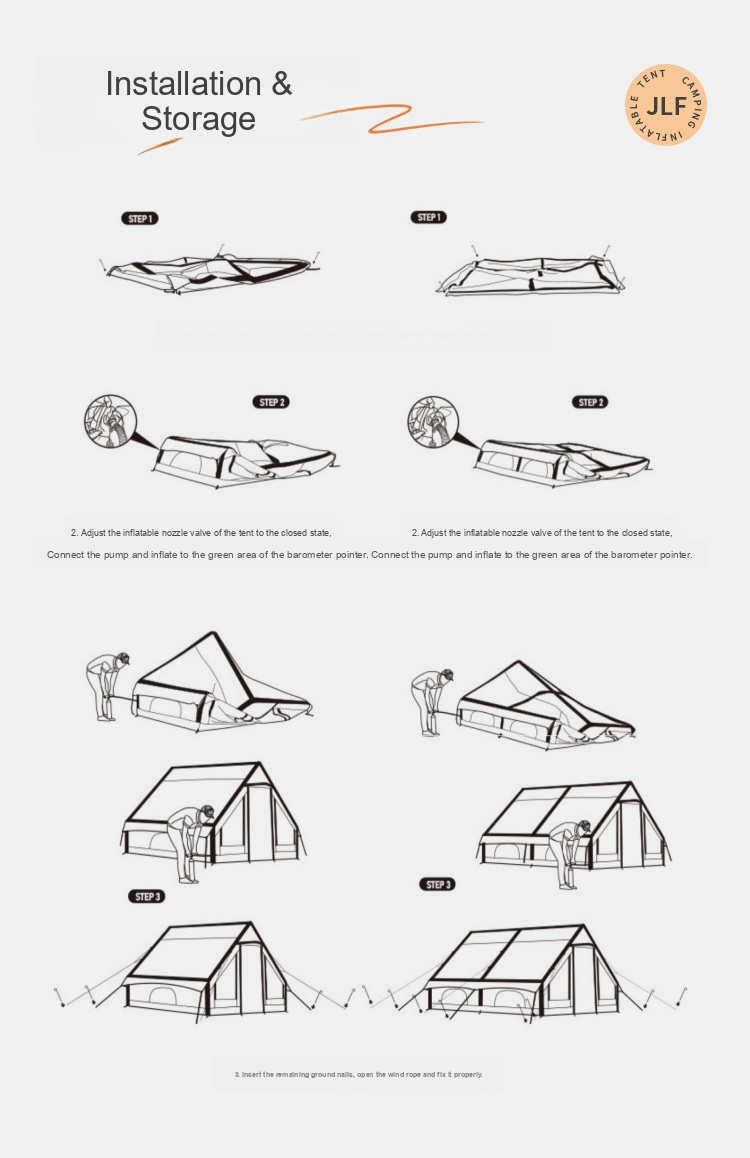 Installation &
Storage
INFLATABLE TENT CAMPING
JLF
STEP 1
STEP 1
STEP 2
STEP 2
2. Adjust the inflatable nozzle valve of the tent to the closed state,
2. Adjust the inflatable nozzle valve of the tent to the closed state,
Connect the pump and inflate to the green area of the barometer pointer. Connect the pump and inflate to the green area of the barometer pointer.
STEP 3
STEP 3
3. Insert the remaining ground nails, open the wind rope and fix it properly.